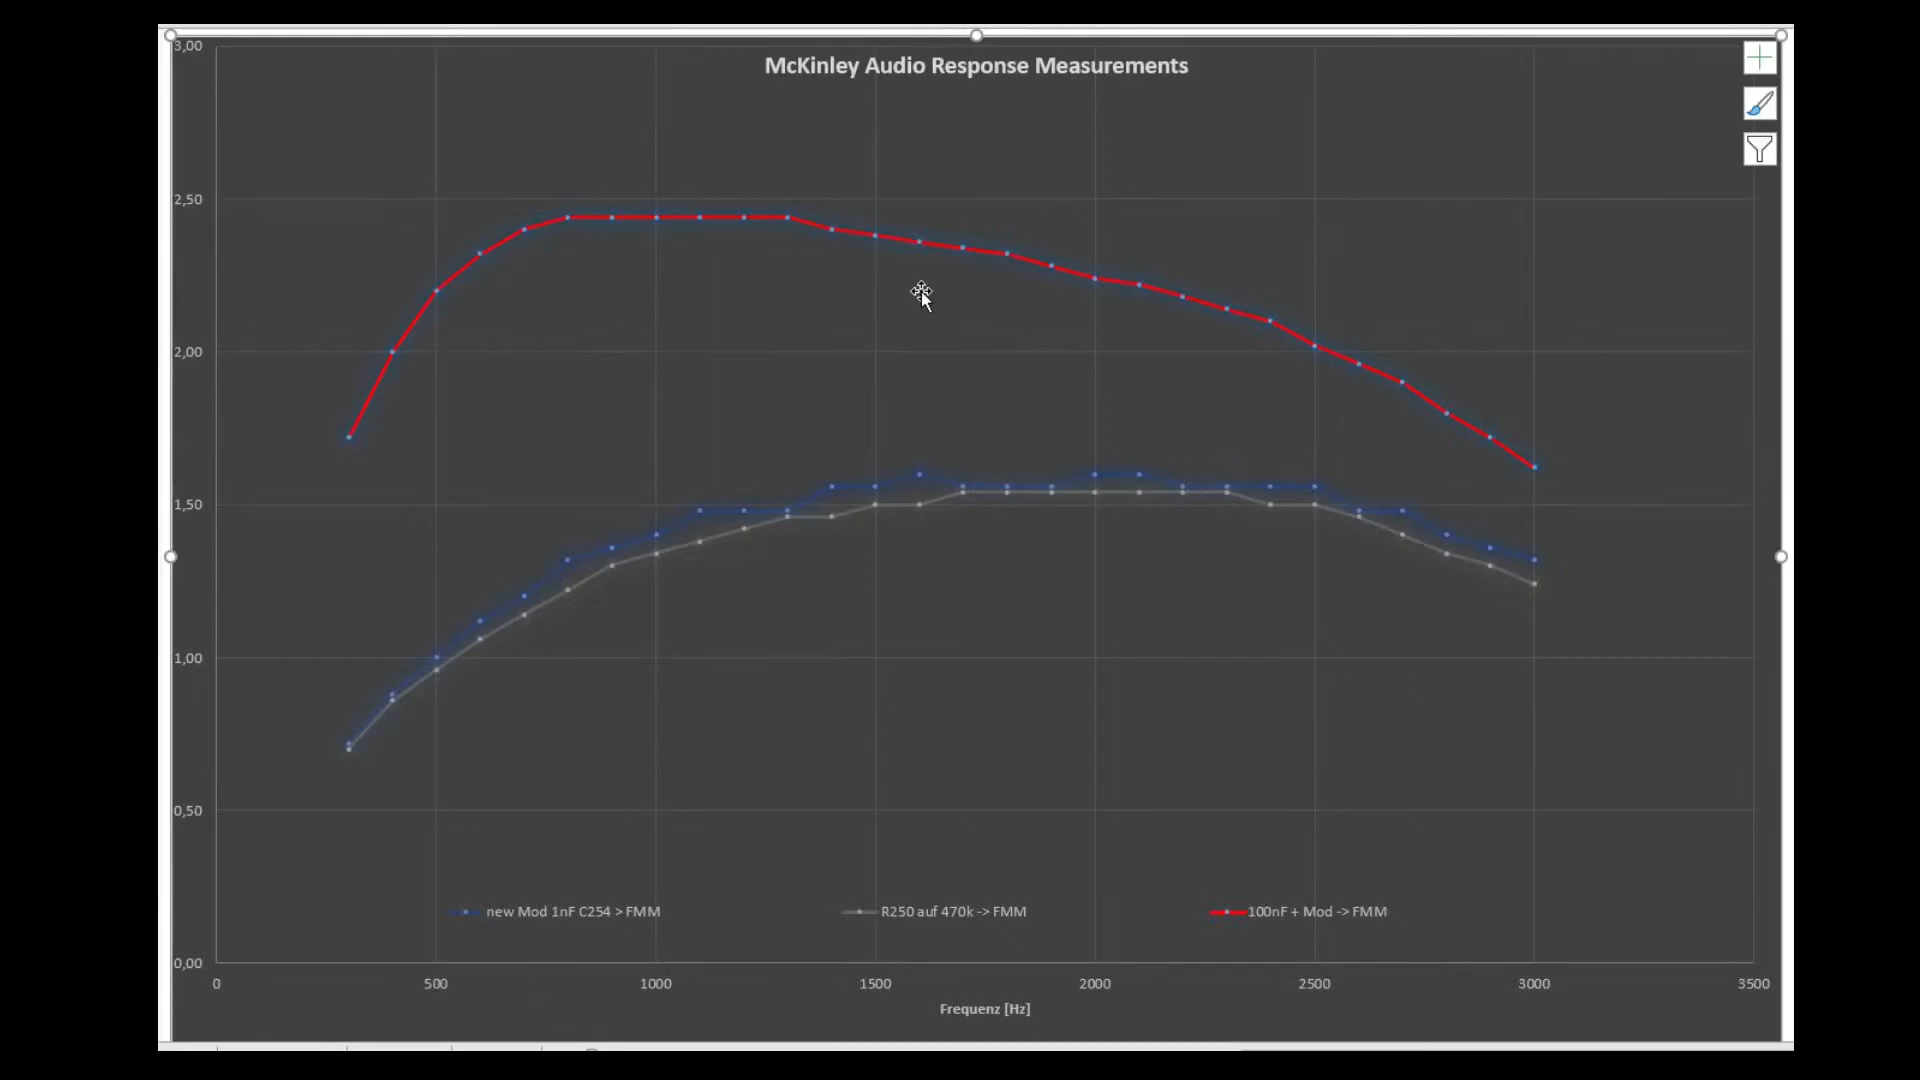 McKinley Audio Response Measurements
3,00
2,50
2,00
1,50
1,00
0,50
0,00
new Mod 1nF C254 > FMM
R250 auf 470k -> FMM
100nF + Mod -> FMM
0 500 1000 1500 2000 2500 3000 3500
Frequenz [Hz]